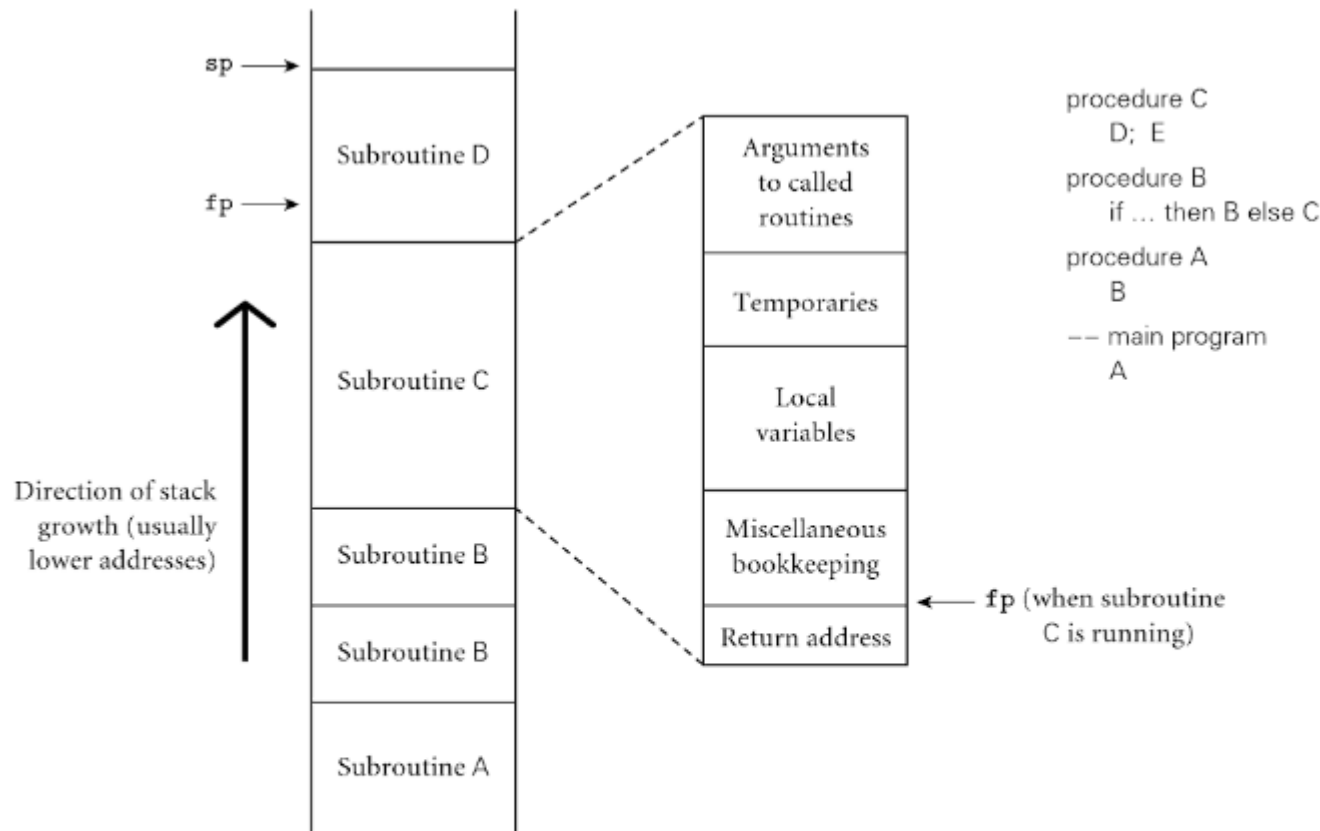 sp
Subroutine D
fp
Subroutine C
Direction of stack
growth (usually
lower addresses)
Subroutine B
Subroutine B
Subroutine A
Arguments
to called
routines
Temporaries
Local
variables
Miscellaneous
bookkeeping
Return address
fp (when subroutine
C is running)
procedure C
D; E
procedure B
if ... then B else C
procedure A
B
-- main program
A